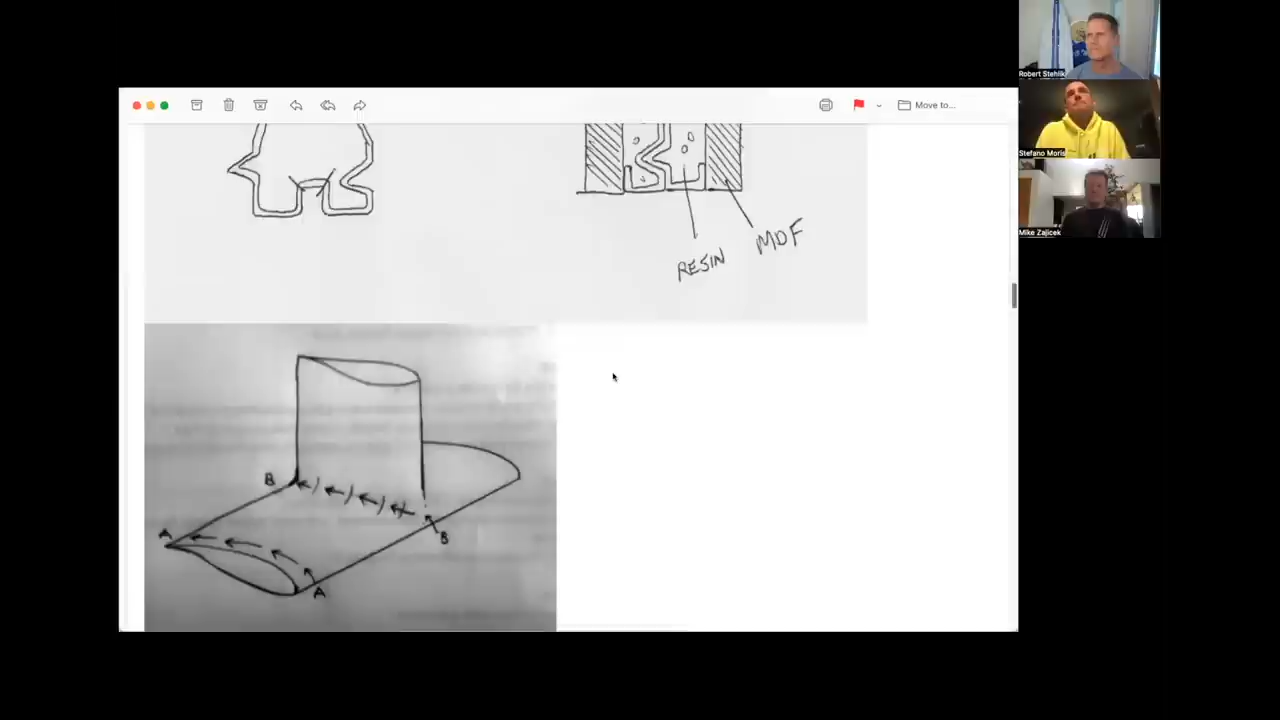 Robert Stehlik
Move to...
Stefano Moris
Mike Zajicek
RESIN
MDF
B
A
B
A